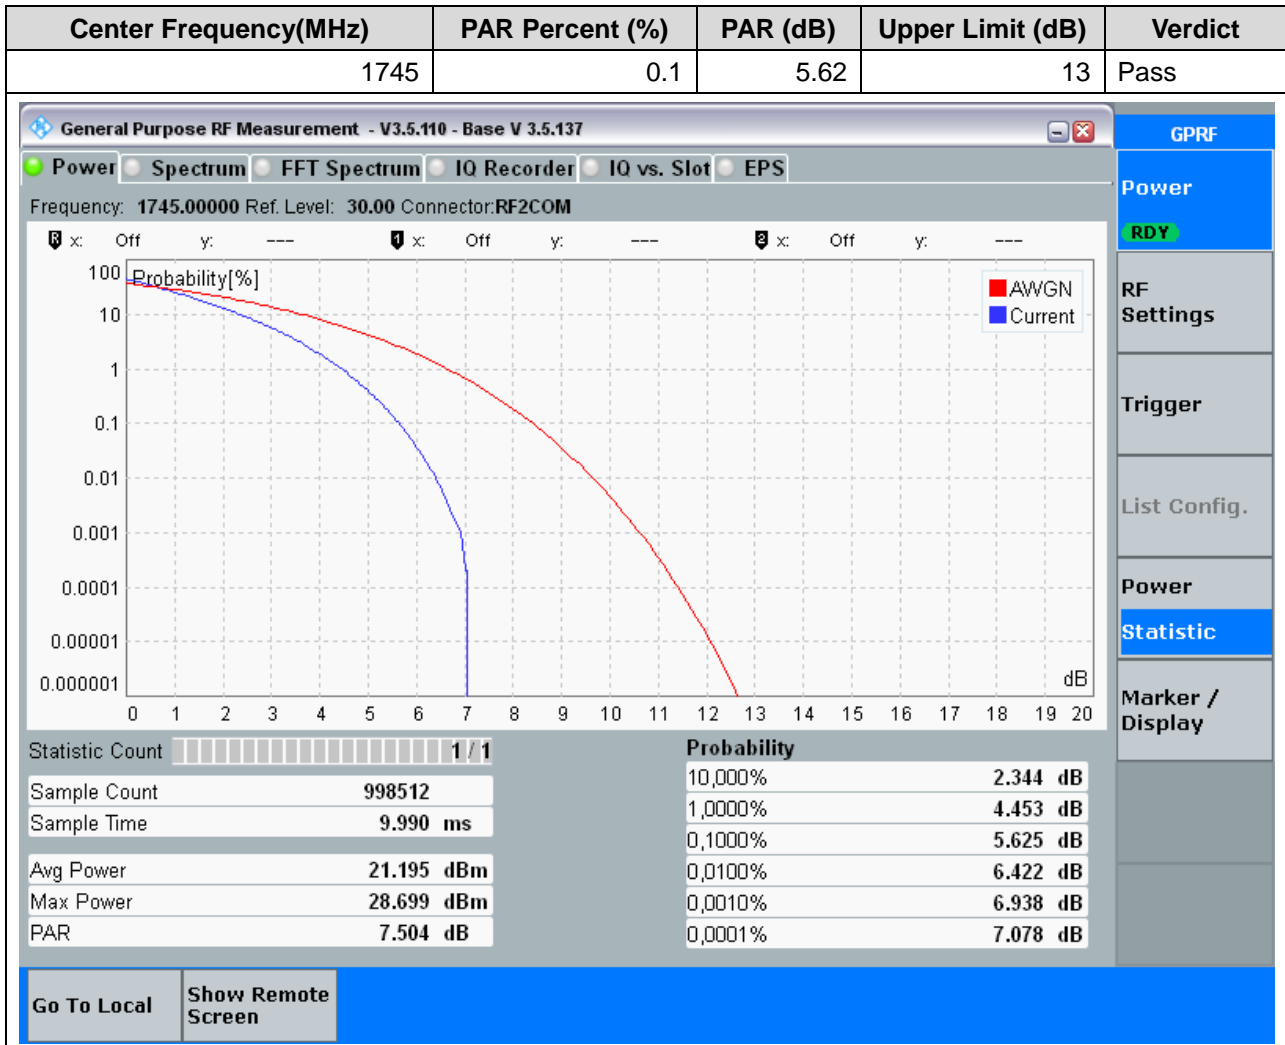 Center Frequency(MHz) PAR Percent (%) PAR (dB) Upper Limit (dB) Verdict
1745 0.1 5.62 13 Pass
General Purpose RF Measurement - V3.5.110 - Base V 3.5.137
GPRF
Power Spectrum FFT Spectrum IQ Recorder IQ vs. Slot EPS
Frequency: 1745.00000 Ref. Level: 30.00 Connector:RF2COM
R x: Off y: --- 1 x: Off y: --- 2 x: Off y: ---
Probability[%]
AWGN
Current
100
10
1
0.1
0.01
0.001
0.0001
0.00001
0.000001
dB
0 1 2 3 4 5 6 7 8 9 10 11 12 13 14 15 16 17 18 19 20
Statistic Count 1 / 1
Sample Count 998512
Sample Time 9.990 ms
Avg Power 21.195 dBm
Max Power 28.699 dBm
PAR 7.504 dB
Probability
10,000% 2.344 dB
1,0000% 4.453 dB
0,1000% 5.625 dB
0,0100% 6.422 dB
0,0010% 6.938 dB
0,0001% 7.078 dB
Power
RDY
RF
Settings
Trigger
List Config.
Power
Statistic
Marker /
Display
Go To Local
Show Remote
Screen